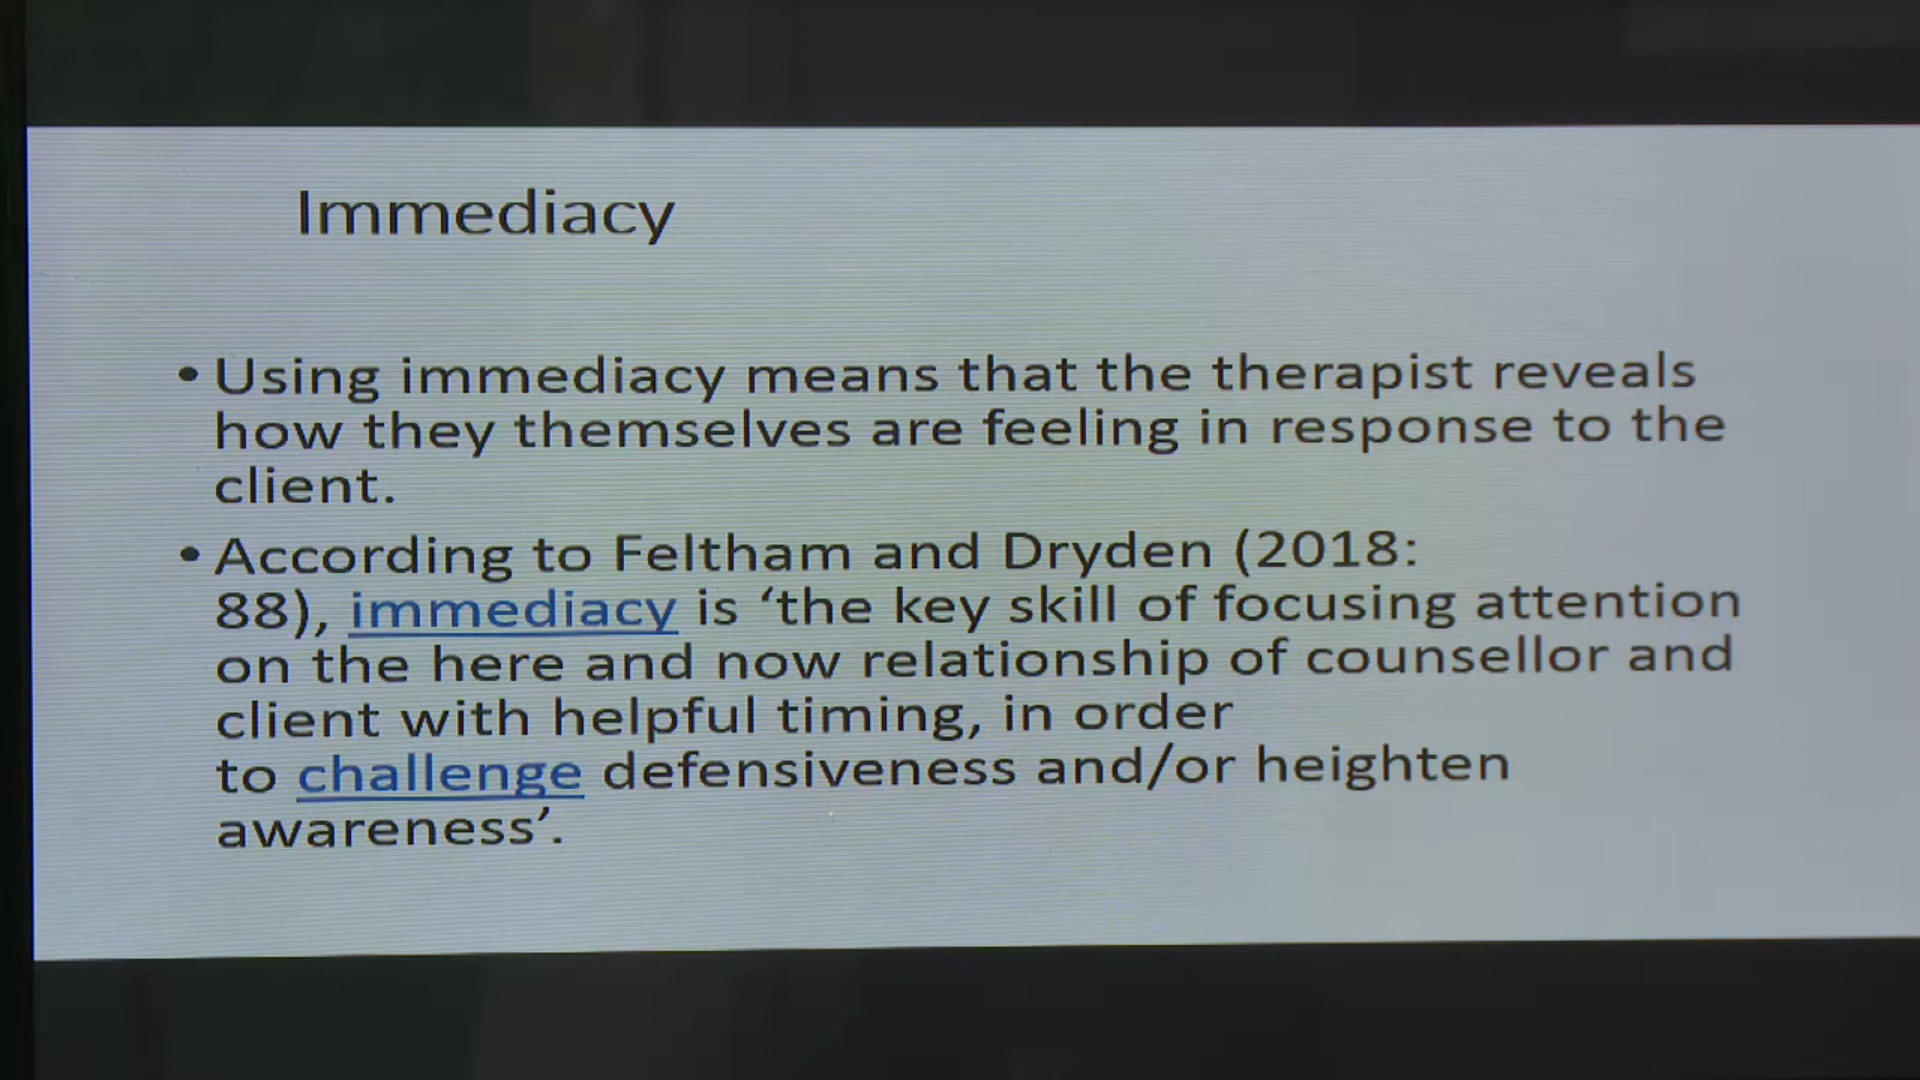 Immediacy
• Using immediacy means that the therapist reveals
how they themselves are feeling in response to the
client.
• According to Feltham and Dryden (2018:
88), immediacy is ‘the key skill of focusing attention
on the here and now relationship of counsellor and
client with helpful timing, in order
to challenge defensiveness and/or heighten
awareness’.